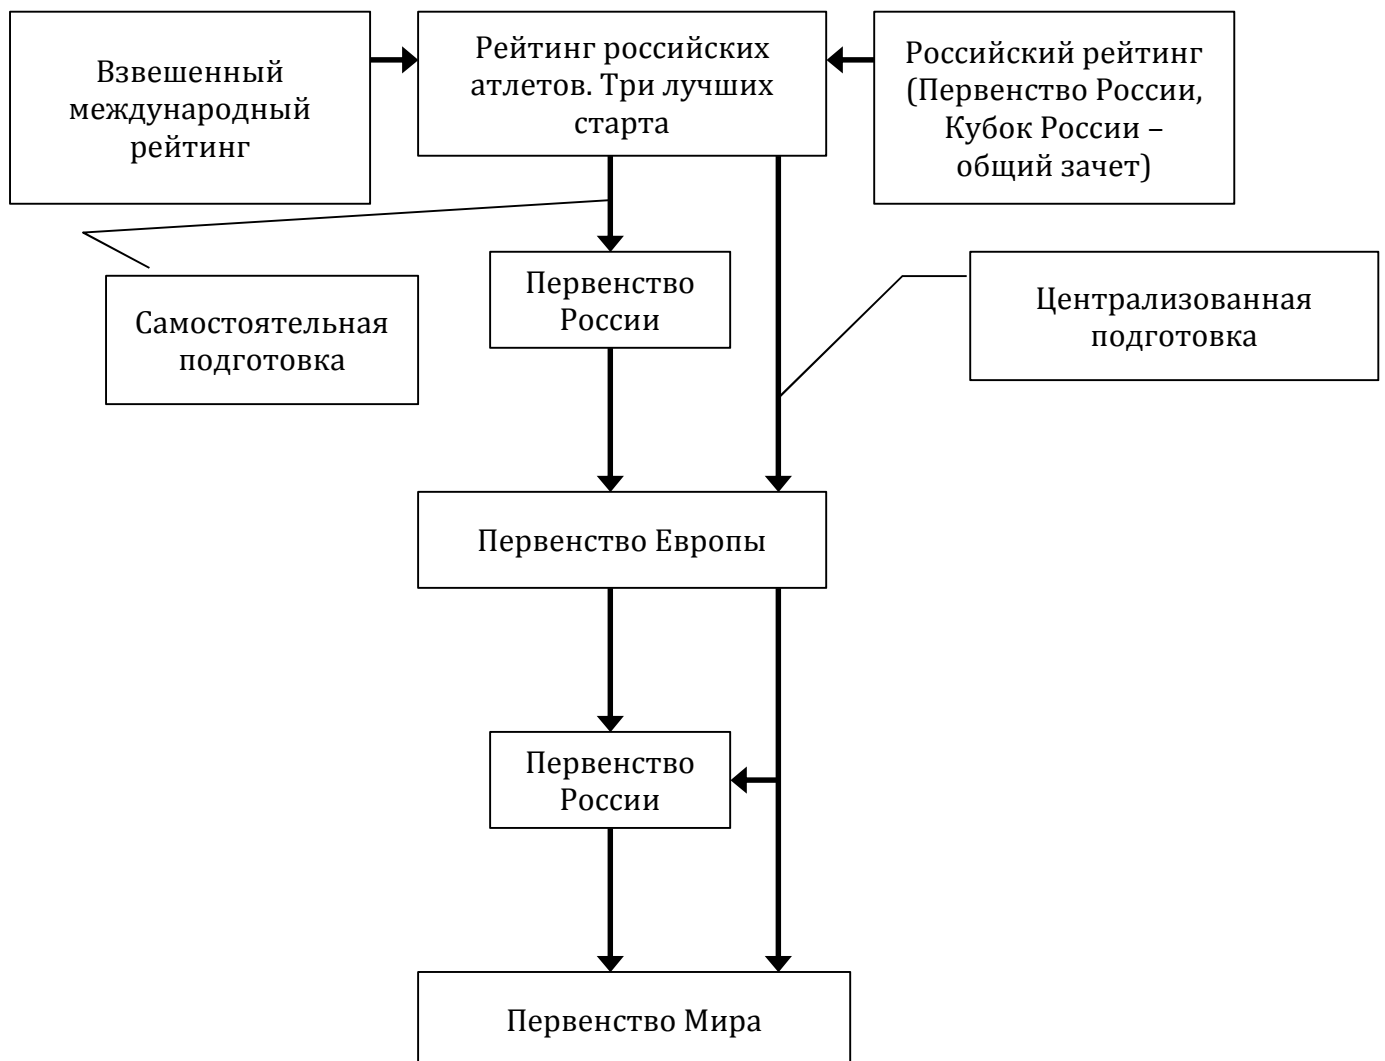 Взвешенный
международный
рейтинг
Рейтинг российских
атлетов. Три лучших
старта
Российский рейтинг
(Первенство России,
Кубок России –
общий зачет)
Самостоятельная
подготовка
Первенство
России
Централизованная
подготовка
Первенство Европы
Первенство
России
Первенство Мира